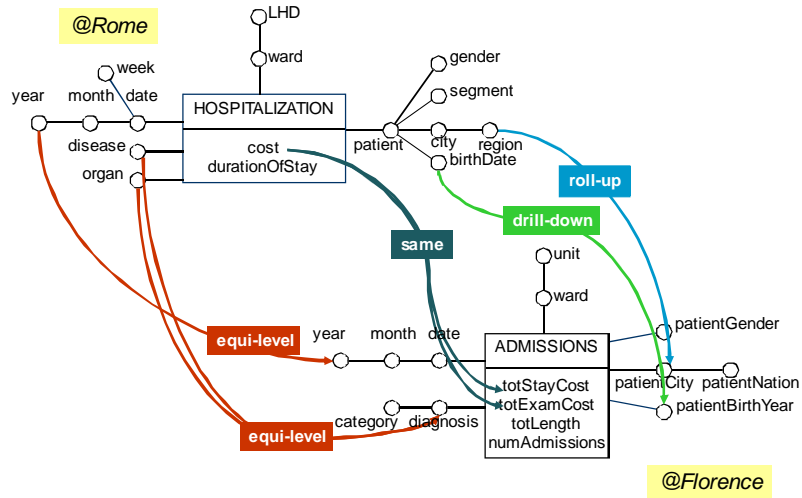 @Rome
LHD
week
ward
gender
year month date
HOSPITALIZATION
segment
disease
cost
patient city region
organ
durationOfStay
birthDate
roll-up
drill-down
same
unit
ward
equi-level
year month date
ADMISSIONS
patientGender
totStayCost
patientCity patientNation
totExamCost
category diagnosis
patientBirthYear
totLength
equi-level
numAdmissions
@Florence